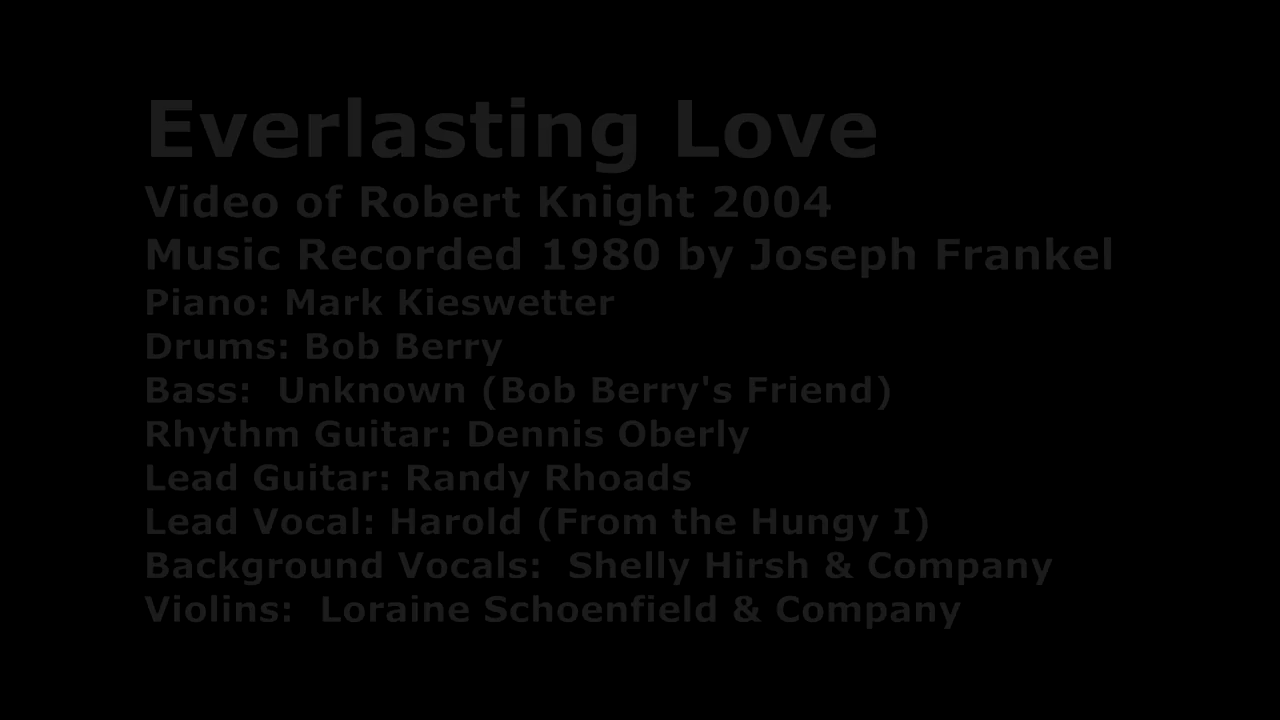 Everlasting Love
Video of Robert Knight 2004
Music Recorded 1980 by Joseph Frankel
Piano: Mark Kieswetter
Drums: Bob Berry
Bass:  Unknown (Bob Berry's Friend)
Rhythm Guitar: Dennis Oberly
Lead Guitar: Randy Rhoads
Lead Vocal: Harold (From the Hungy I)
Background Vocals:  Shelly Hirsh & Company
Violins:  Loraine Schoenfield & Company